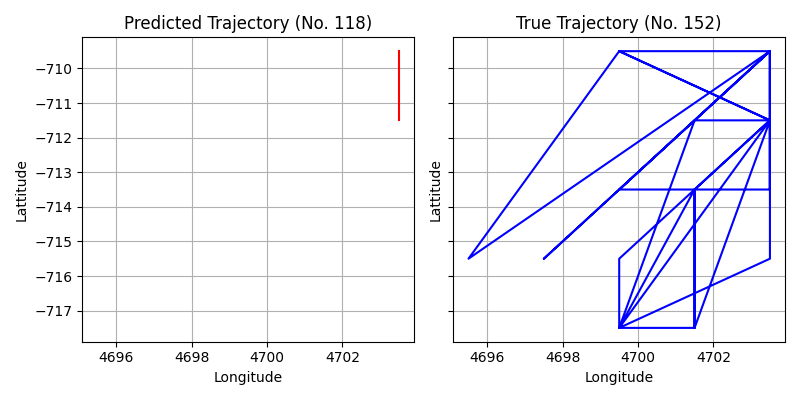 Predicted Trajectory (No. 118)
−710
−711
−712
−713
−714
−715
−716
−717
Lattitude
4696 4698 4700 4702
Longitude
True Trajectory (No. 152)
Lattitude
4696 4698 4700 4702
Longitude